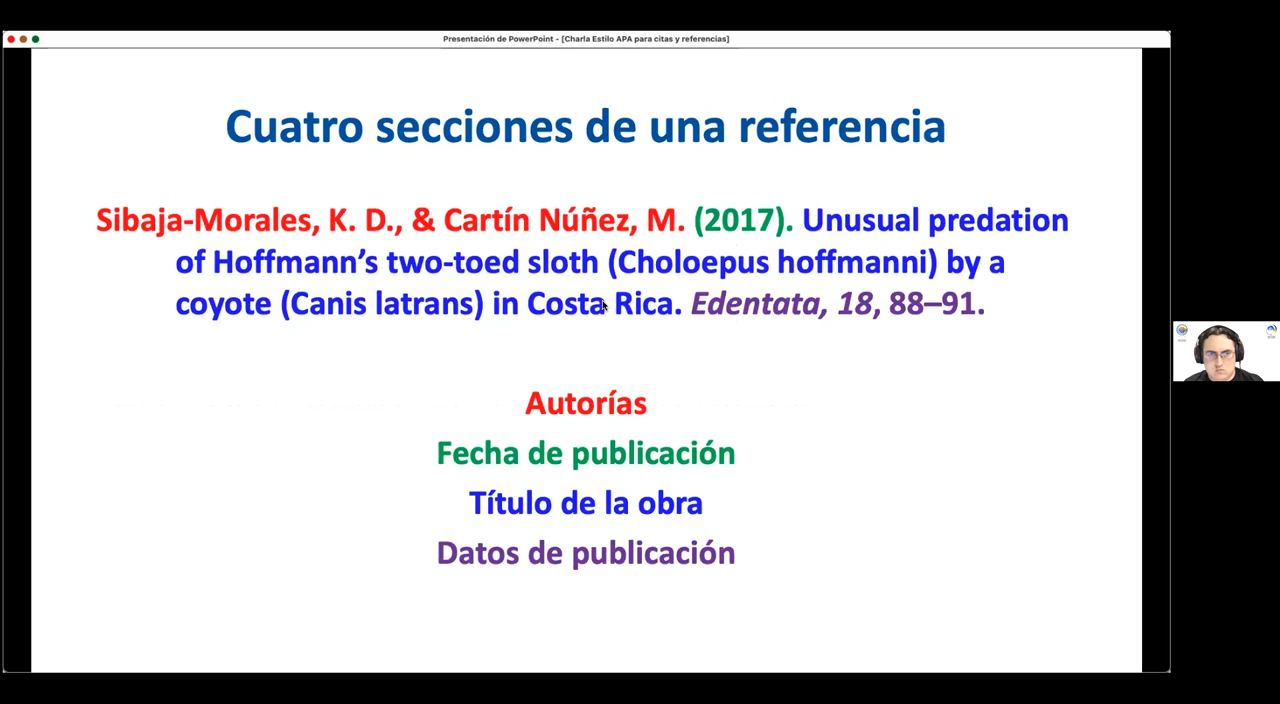 Presentación de PowerPoint - [Charla Estilo APA para citas y referencias]
Cuatro secciones de una referencia
Sibaja-Morales, K. D., & Cartín Núñez, M. (2017). Unusual predation
of Hoffmann’s two-toed sloth (Choloepus hoffmanni) by a
coyote (Canis latrans) in Costa Rica. Edentata, 18, 88–91.
Autorías
Fecha de publicación
Título de la obra
Datos de publicación